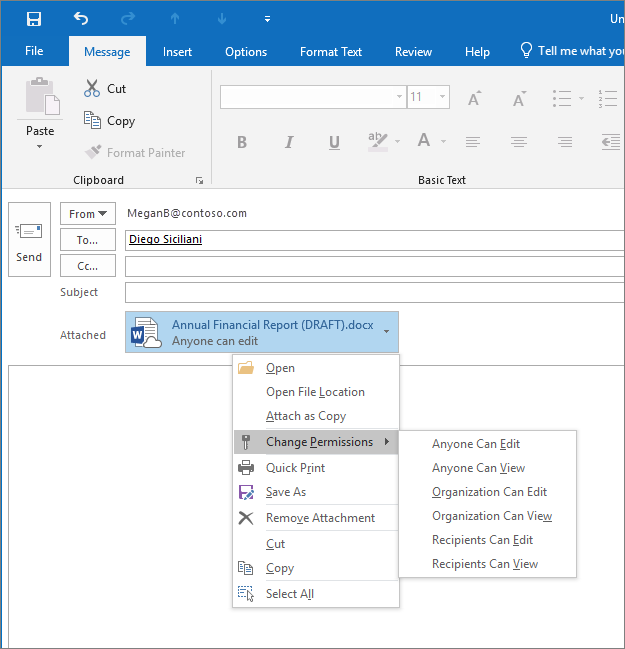 Un
File Message Insert Options Format Text Review Help Tell me what you
Paste
Cut
Copy
Format Painter
Clipboard
11
A A
B I U ab A
Basic Text
Send
From MeganB@contoso.com
To... Diego Siciliani
Cc...
Subject
Attached
Annual Financial Report (DRAFT).docx
Anyone can edit
Open
Open File Location
Attach as Copy
Change Permissions
Quick Print
Save As
Remove Attachment
Cut
Copy
Select All
Anyone Can Edit
Anyone Can View
Organization Can Edit
Organization Can View
Recipients Can Edit
Recipients Can View